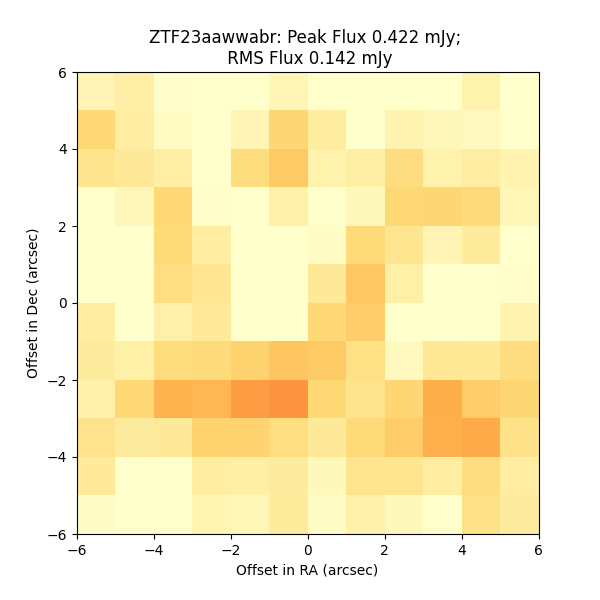 ZTF23aawwabr: Peak Flux 0.422 mJy;
RMS Flux 0.142 mJy
6
4
2
0
−2
−4
−6
Offset in Dec (arcsec)
−6 −4 −2 0 2 4 6
Offset in RA (arcsec)